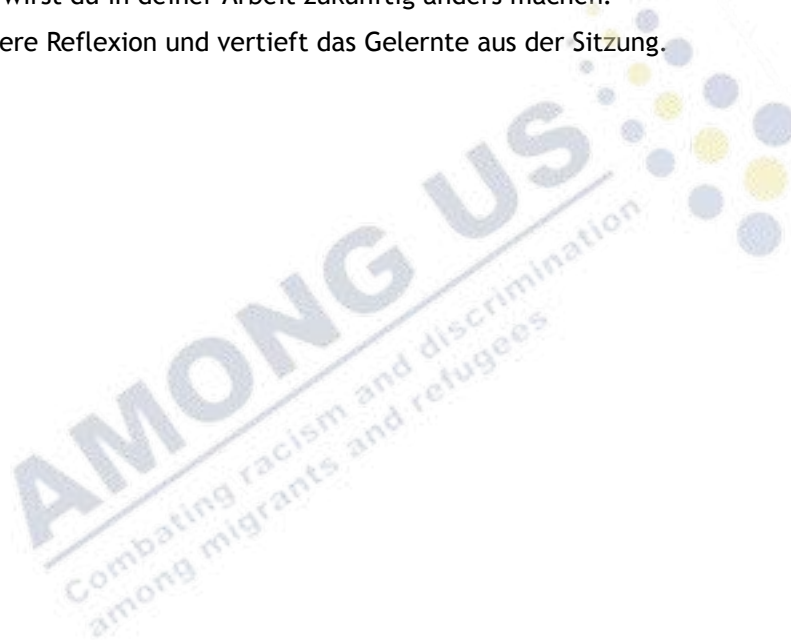 wirst du in deiner Arbeit zukünftig anders machen.
ere Reflexion und vertieft das Gelernte aus der Sitzung.
AMONG US
Combating racism and discrimination
among migrants and refugees